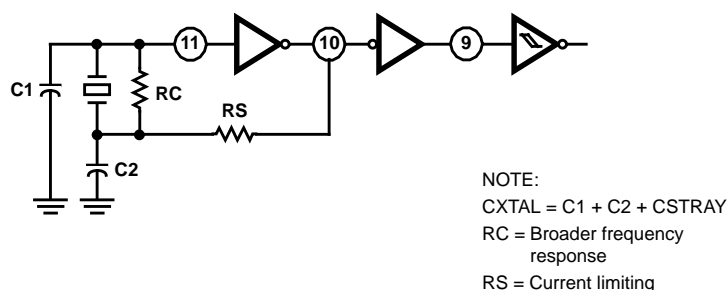 11
10
9
C1
RC
RS
C2
NOTE:
CXTAL = C1 + C2 + CSTRAY
RC = Broader frequency
response
RS = Current limiting